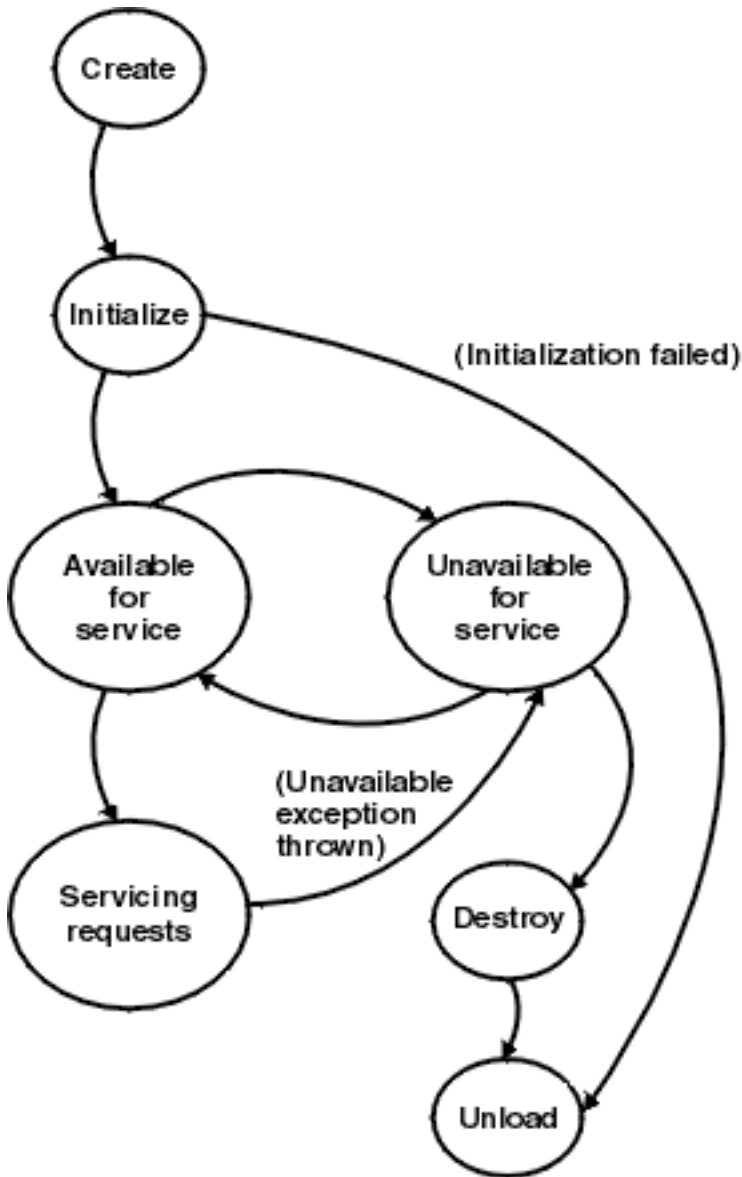 Create
Initialize
(Initialization failed)
Available
for
service
Unavailable
for
service
(Unavailable
exception
thrown)
Servicing
requests
Destroy
Unload